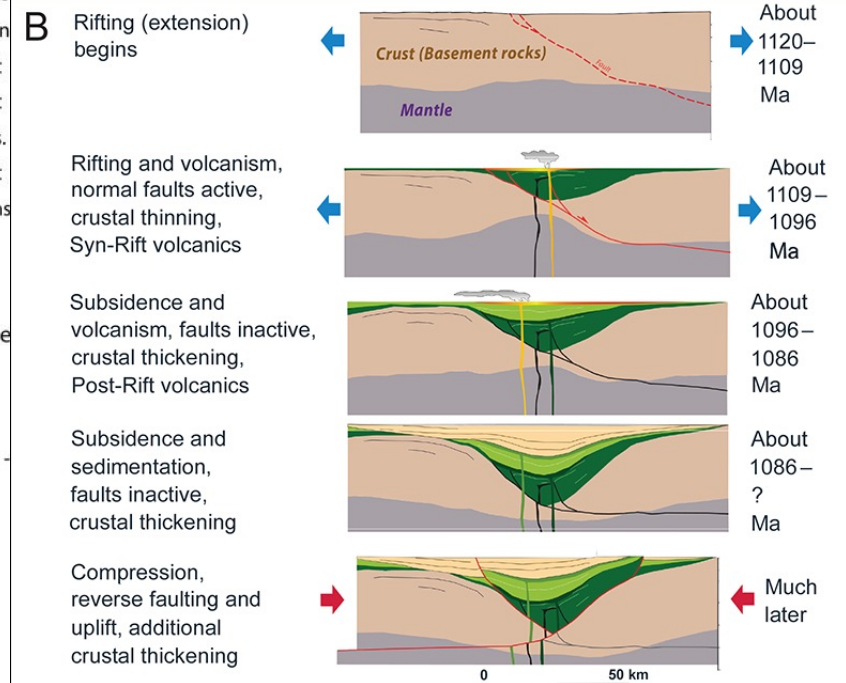 B
Rifting (extension)
begins
Crust (Basement rocks)
Fault
Mantle
About
1120–
1109
Ma
Rifting and volcanism,
normal faults active,
crustal thinning,
Syn-Rift volcanics
About
1109–
1096
Ma
Subsidence and
volcanism, faults inactive,
crustal thickening,
Post-Rift volcanics
About
1096–
1086
Ma
Subsidence and
sedimentation,
faults inactive,
crustal thickening
About
1086–
?
Ma
Compression,
reverse faulting and
uplift, additional
crustal thickening
Much
later
0 50 km